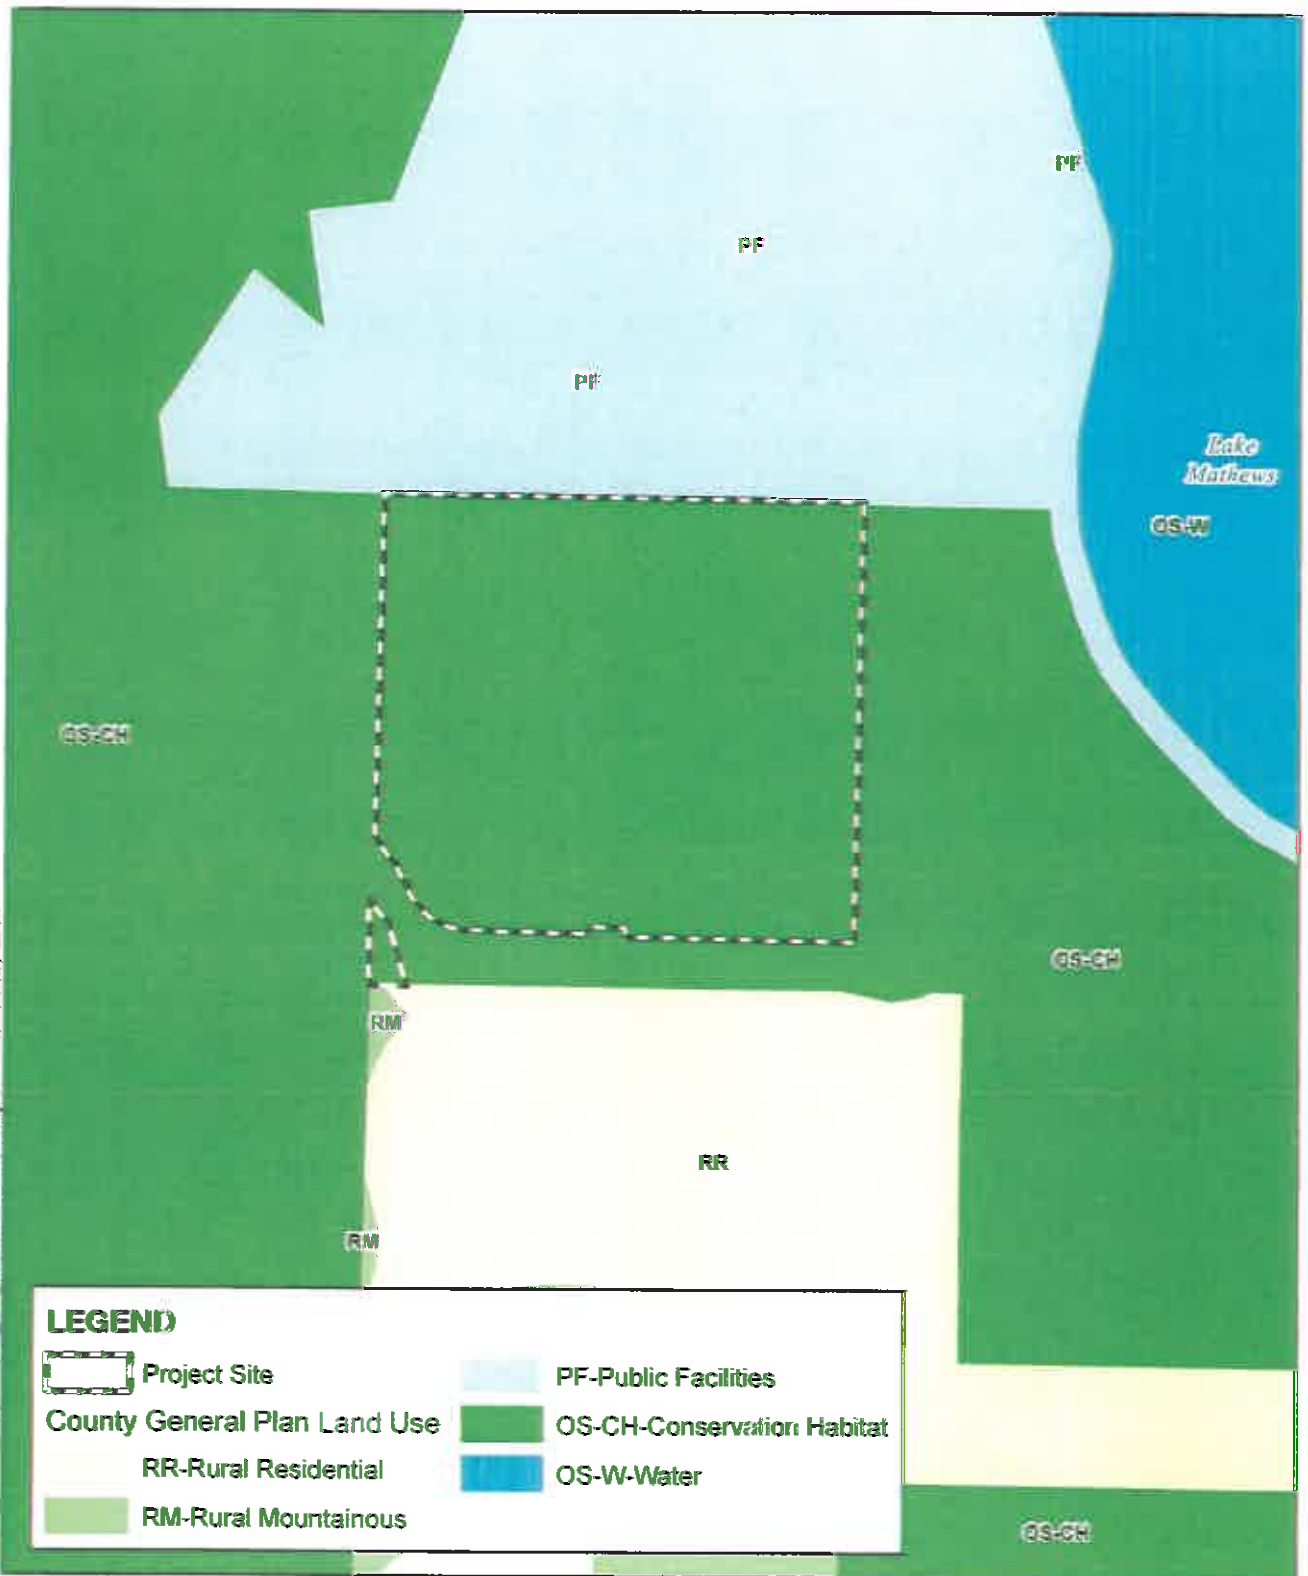 PF
PF
PF
Lake
Mathews
OS-W
OS-CH
OS-CH
RM
RR
RM
LEGEND
Project Site
County General Plan Land Use
RR-Rural Residential
RM-Rural Mountainous
PF-Public Facilities
OS-CH-Conservation Habitat
OS-W-Water
OS-CH